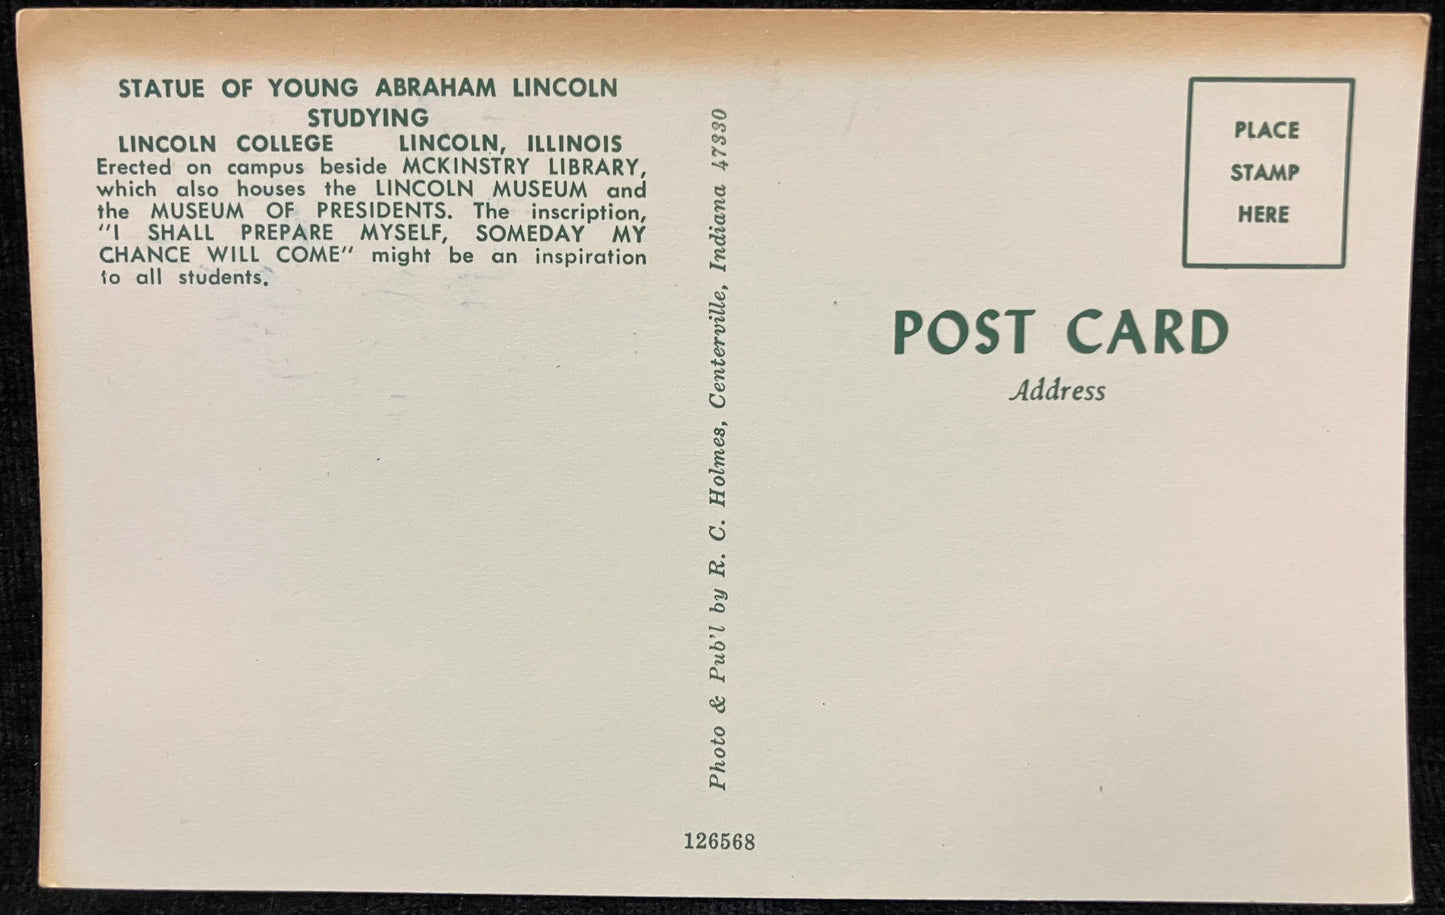 STATUE OF YOUNG ABRAHAM LINCOLN
STUDYING
LINCOLN COLLEGE LINCOLN, ILLINOIS
Erected on campus beside MCKINSTRY LIBRARY,
which also houses the LINCOLN MUSEUM and
the MUSEUM OF PRESIDENTS. The inscription,
"I SHALL PREPARE MYSELF, SOMEDAY MY
CHANCE WILL COME" might be an inspiration
to all students.
Photo & Pub'l by R. C. Holmes, Centerville, Indiana 47330
126568
PLACE
STAMP
HERE
POST CARD
Address